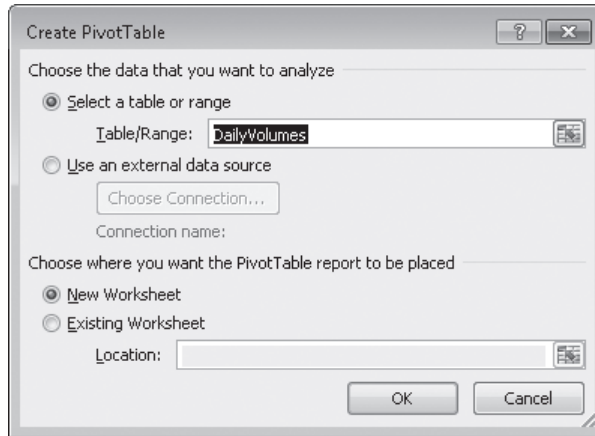 Create PivotTable
Choose the data that you want to analyze
Select a table or range
Table/Range: DailyVolumes
Use an external data source
Choose Connection...
Connection name:
Choose where you want the PivotTable report to be placed
New Worksheet
Existing Worksheet
Location:
OK Cancel